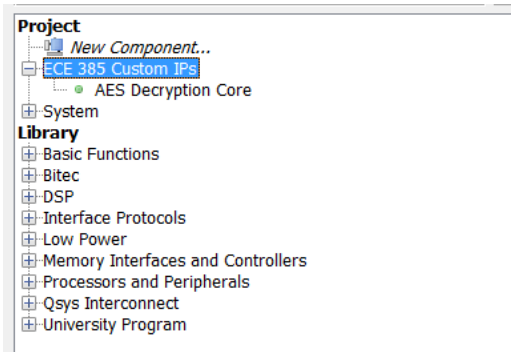 Project
New Component...
ECE 385 Custom IPs
AES Decryption Core
System
Library
Basic Functions
Bitec
DSP
Interface Protocols
Low Power
Memory Interfaces and Controllers
Processors and Peripherals
Qsys Interconnect
University Program